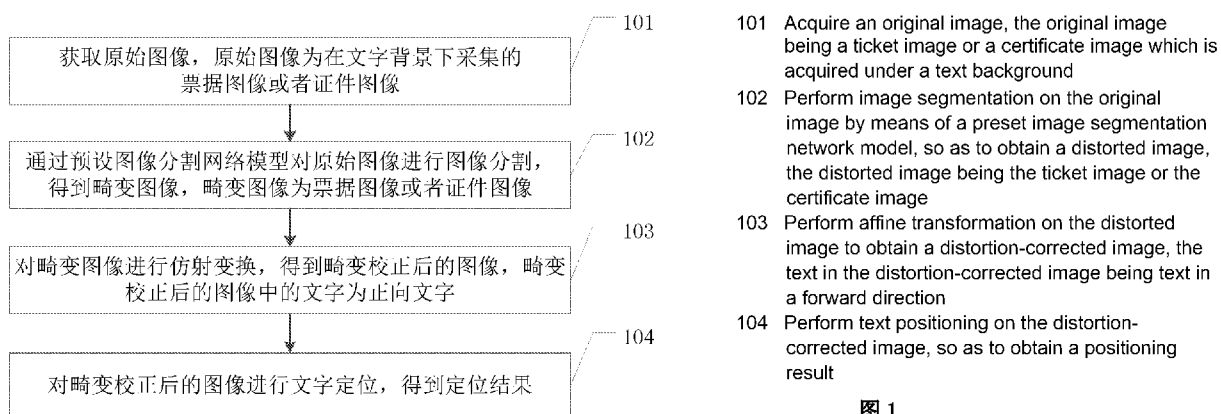 101
获取原始图像，原始图像为在文字背景下采集的
票据图像或者证件图像
102
通过预设图像分割网络模型对原始图像进行图像分割，
得到畸变图像，畸变图像为票据图像或者证件图像
103
对畸变图像进行仿射变换，得到畸变校正后的图像，畸变
校正后的图像中的文字为正向文字
104
对畸变校正后的图像进行文字定位，得到定位结果
101 Acquire an original image, the original image
being a ticket image or a certificate image which is
acquired under a text background
102 Perform image segmentation on the original
image by means of a preset image segmentation
network model, so as to obtain a distorted image,
the distorted image being the ticket image or the
certificate image
103 Perform affine transformation on the distorted
image to obtain a distortion-corrected image, the
text in the distortion-corrected image being text in
a forward direction
104 Perform text positioning on the distortion-
corrected image, so as to obtain a positioning
result
图 1